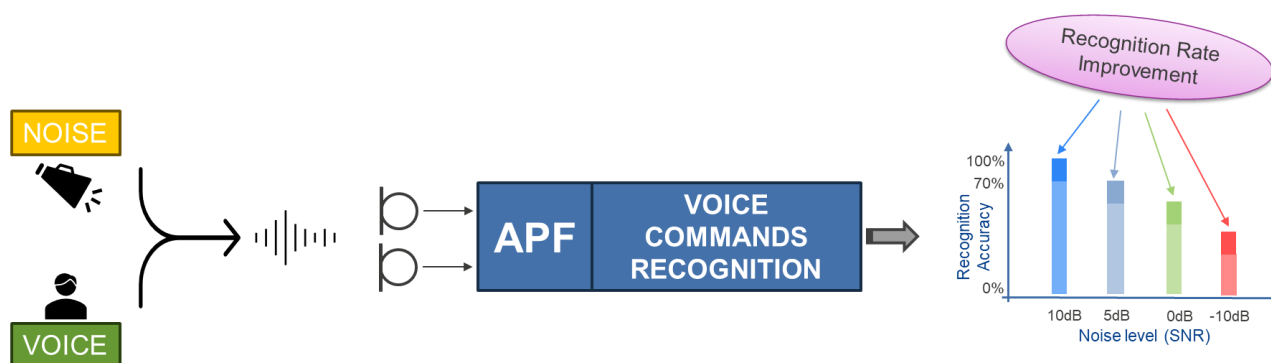 NOISE
VOICE
APF
VOICE
COMMANDS
RECOGNITION
Recognition Rate
Improvement
Recognition
Accuracy
100%
70%
0%
10dB
5dB
0dB
-10dB
Noise level (SNR)